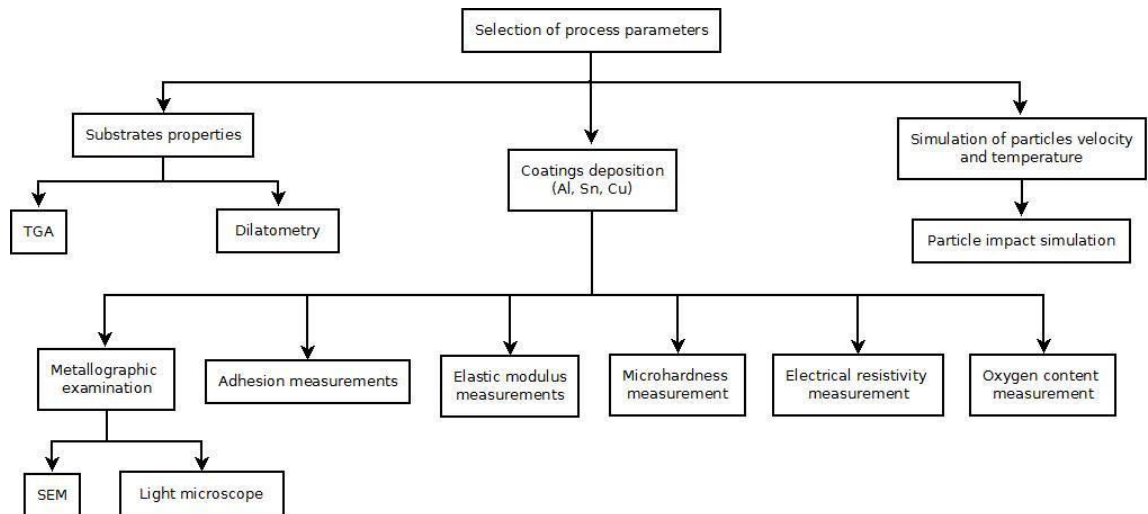 Selection of process parameters
Substrates properties
Coatings deposition
(Al, Sn, Cu)
Simulation of particles velocity
and temperature
TGA
Dilatometry
Particle impact simulation
Metallographic
examination
Adhesion measurements
Elastic modulus
measurements
Microhardness
measurement
Electrical resistivity
measurement
Oxygen content
measurement
SEM
Light microscope